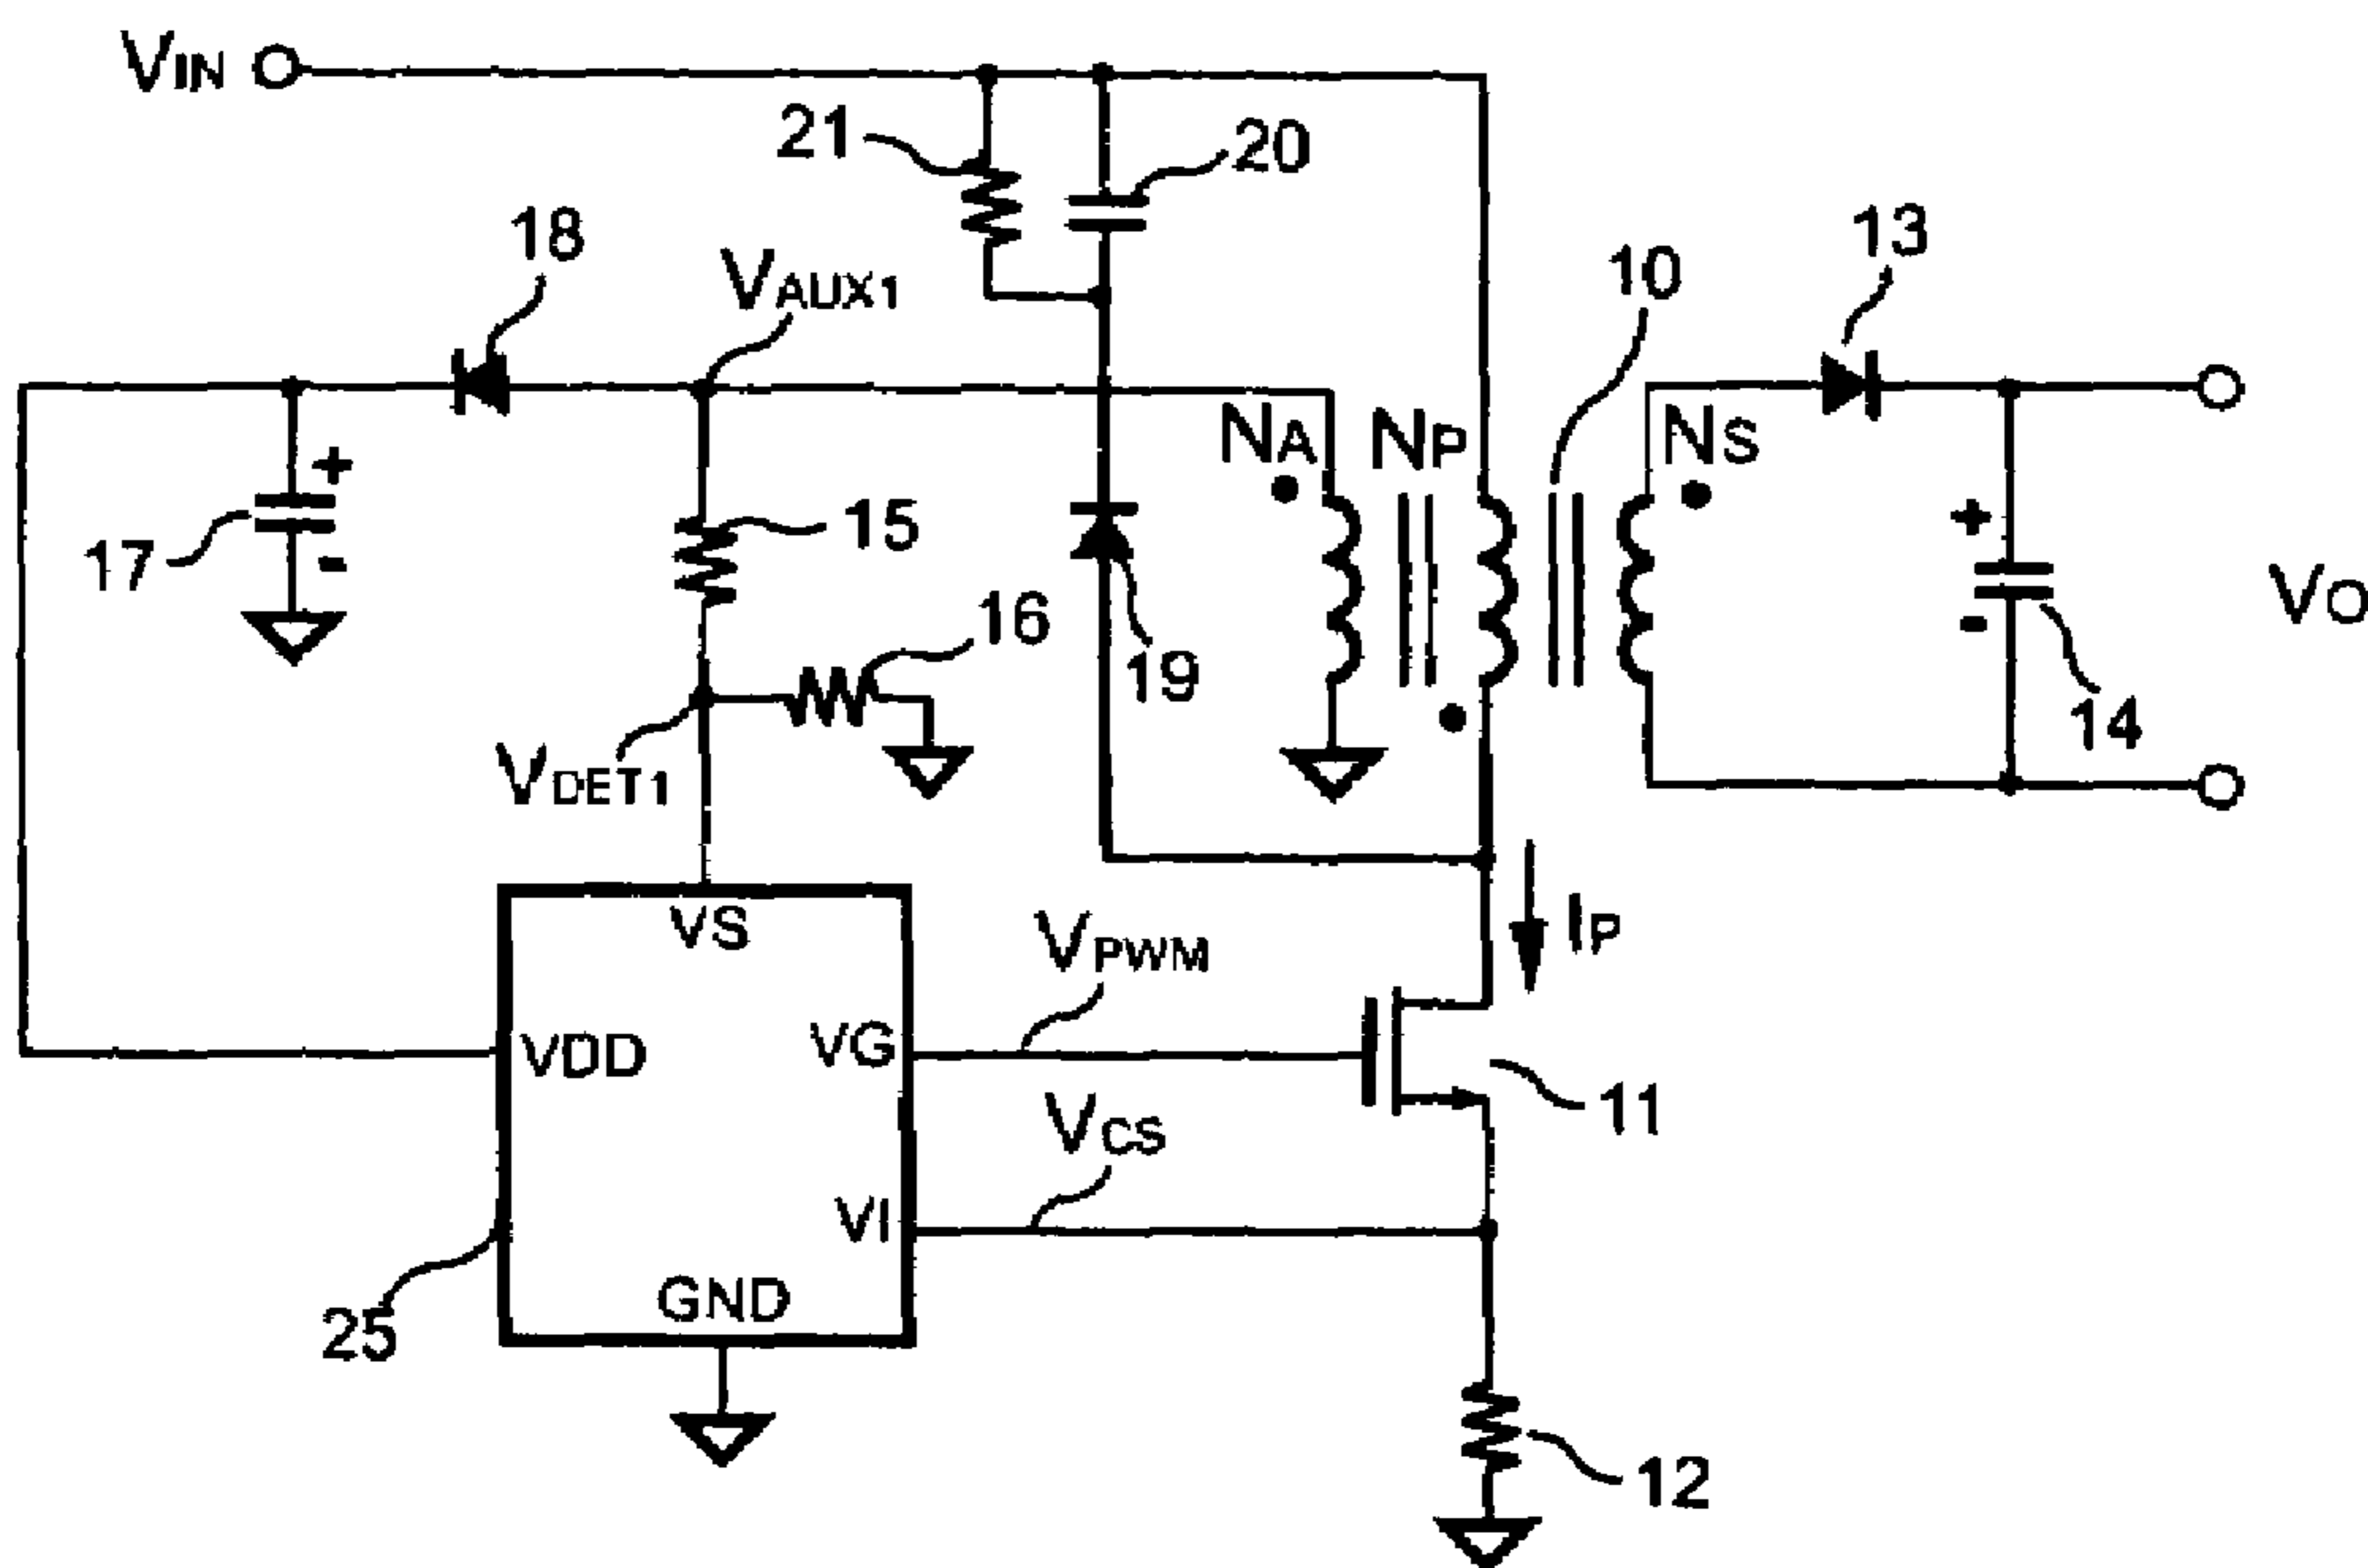 VIN
21
20
18
VAUX1
10
13
NA
NP
NS
+
+
15
17
-
16
19
-
VO
14
VDET1
VS
VPWM
IP
VDD
VG
VCS
11
VI
25
GND
12